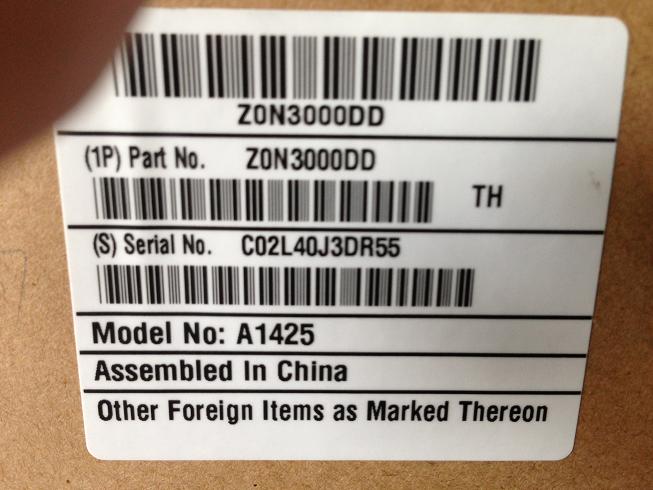 Z0N3000DD
(1P) Part No. Z0N3000DD
TH
(S) Serial No. C02L40J3DR55
Model No: A1425
Assembled In China
Other Foreign Items as Marked Thereon